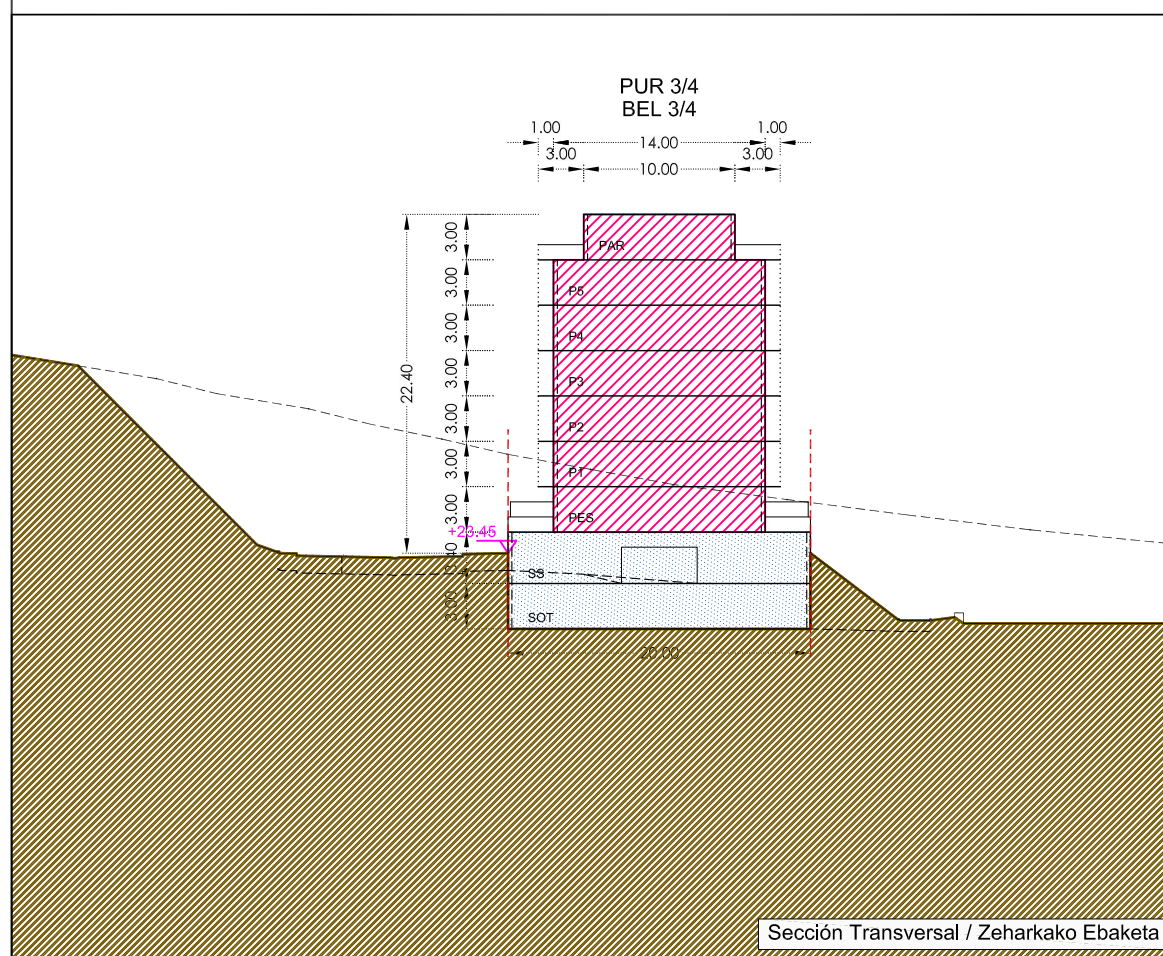 PUR 3/4
BEL 3/4
1.00 14.00 1.00
3.00 10.00 3.00
3.00
PAR
3.00
P5
3.00
P4
22.40
3.00
P3
3.00
P2
3.00
P1
3.00
PES
+23.45
SS
3.00
SOT
20.00
Sección Transversal / Zeharkako Ebaketa